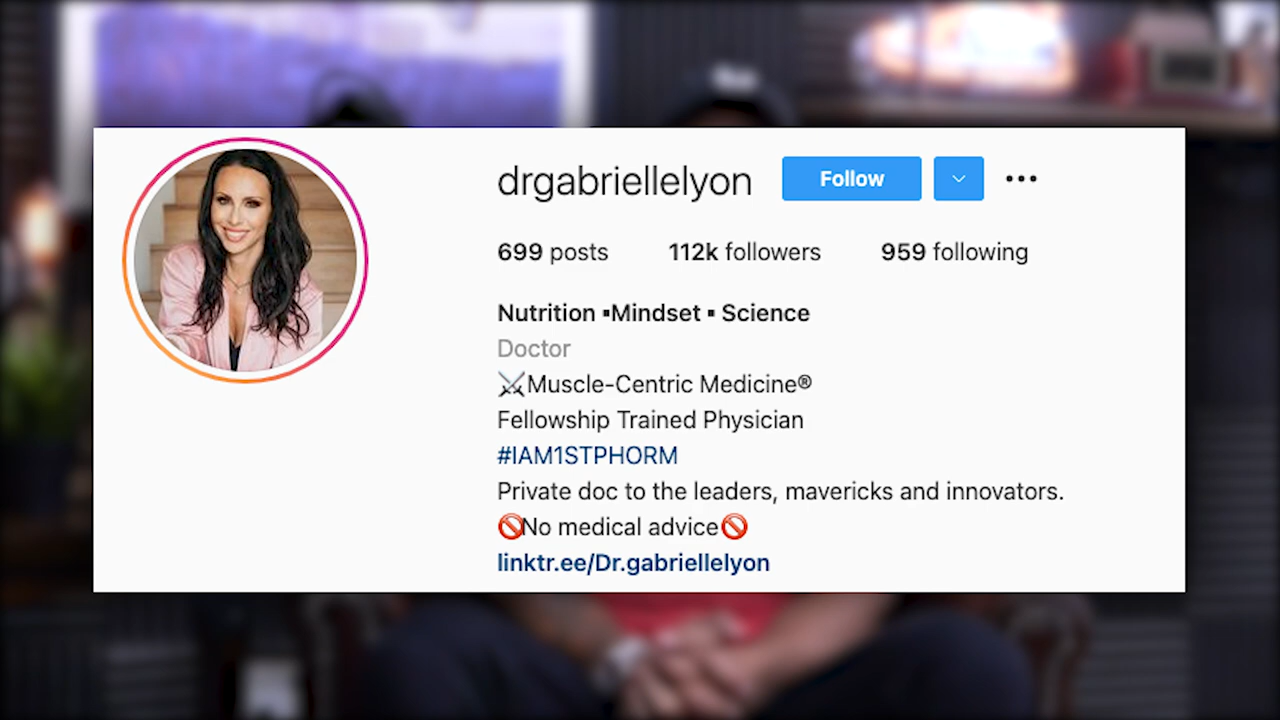 drgabriellelyon Follow
699 posts 112k followers 959 following
Nutrition ▪Mindset ▪ Science
Doctor
⚔Muscle-Centric Medicine®
Fellowship Trained Physician
#IAM1STPHORM
Private doc to the leaders, mavericks and innovators.
🚫No medical advice🚫
linktr.ee/Dr.gabriellelyon